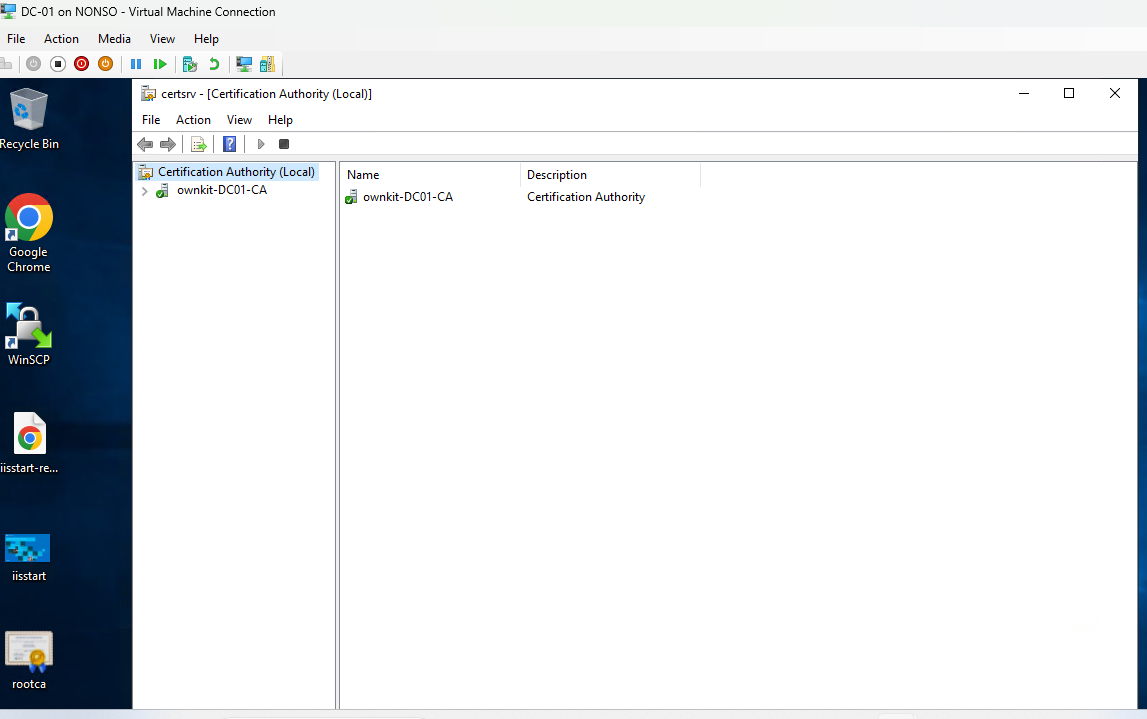 DC-01 on NONSO - Virtual Machine Connection
File Action Media View Help
Recycle Bin
Google
Chrome
WinSCP
iisstart-re...
iisstart
rootca
certsrv - [Certification Authority (Local)]
File Action View Help
Certification Authority (Local)
ownkit-DC01-CA
Name Description
ownkit-DC01-CA Certification Authority